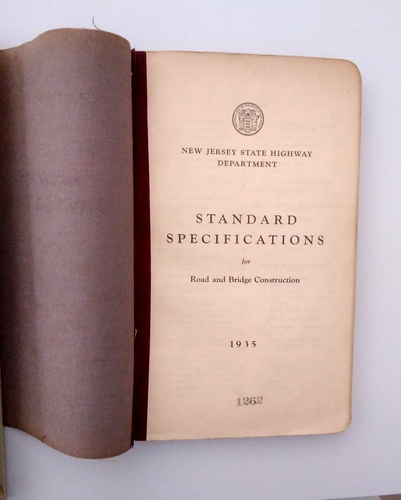 NEW JERSEY STATE HIGHWAY
DEPARTMENT
STANDARD
SPECIFICATIONS
for
Road and Bridge Construction
1935
1262